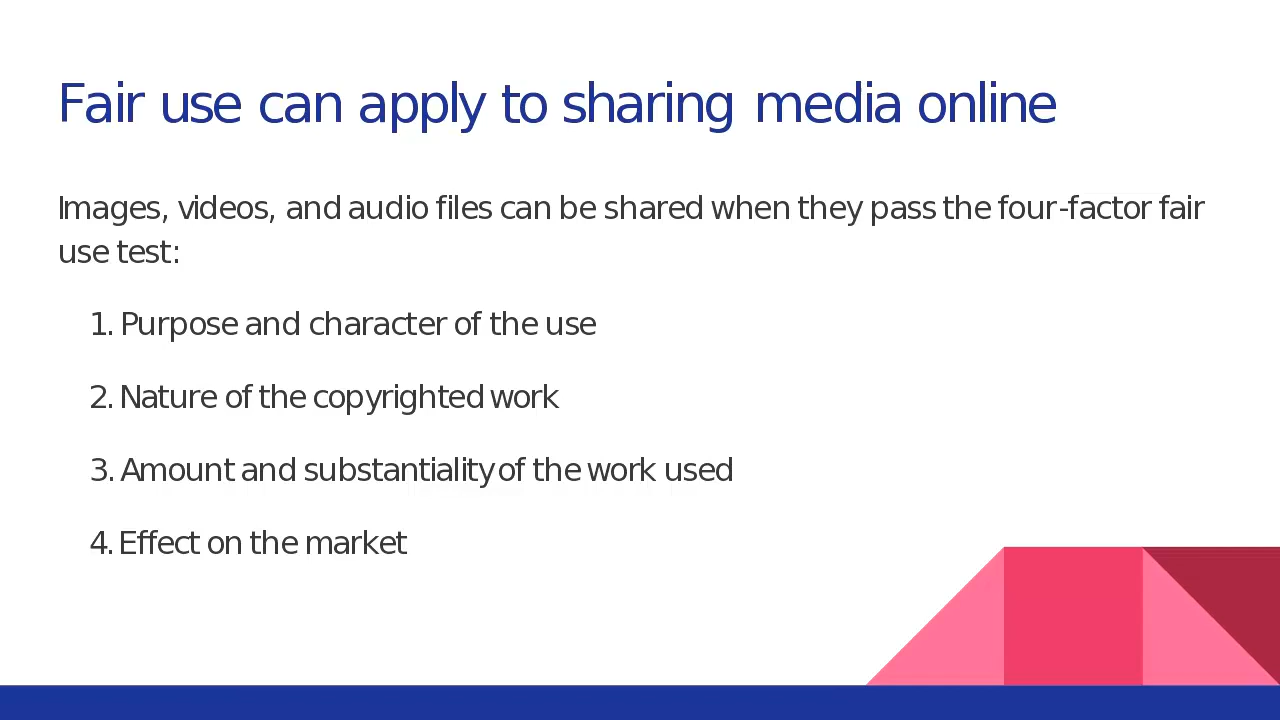 Fair use can apply to sharing media online
Images, videos, and audio files can be shared when they pass the four-factor fair
use test:
1. Purpose and character of the use
2. Nature of the copyrighted work
3. Amount and substantiality of the work used
4. Effect on the market